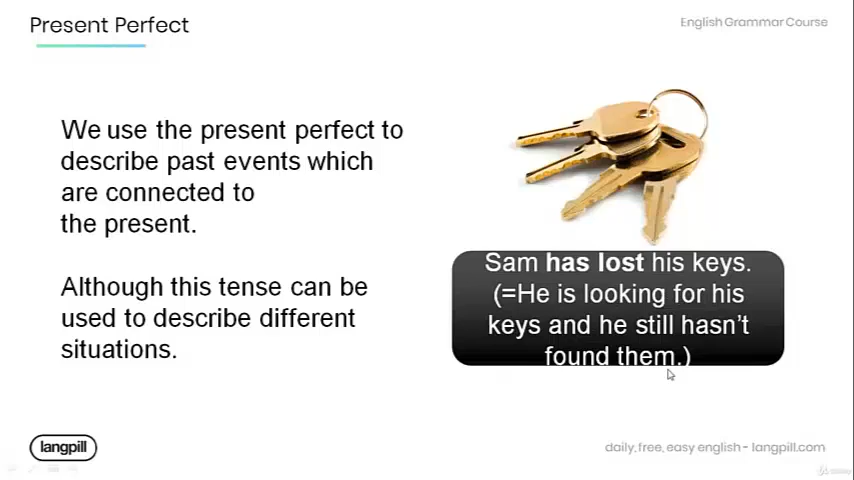 Present Perfect
English Grammar Course
We use the present perfect to
describe past events which
are connected to
the present.
Although this tense can be
used to describe different
situations.
Sam has lost his keys.
(=He is looking for his
keys and he still hasn't
found them.)
langpill
daily, free, easy english - langpill.com